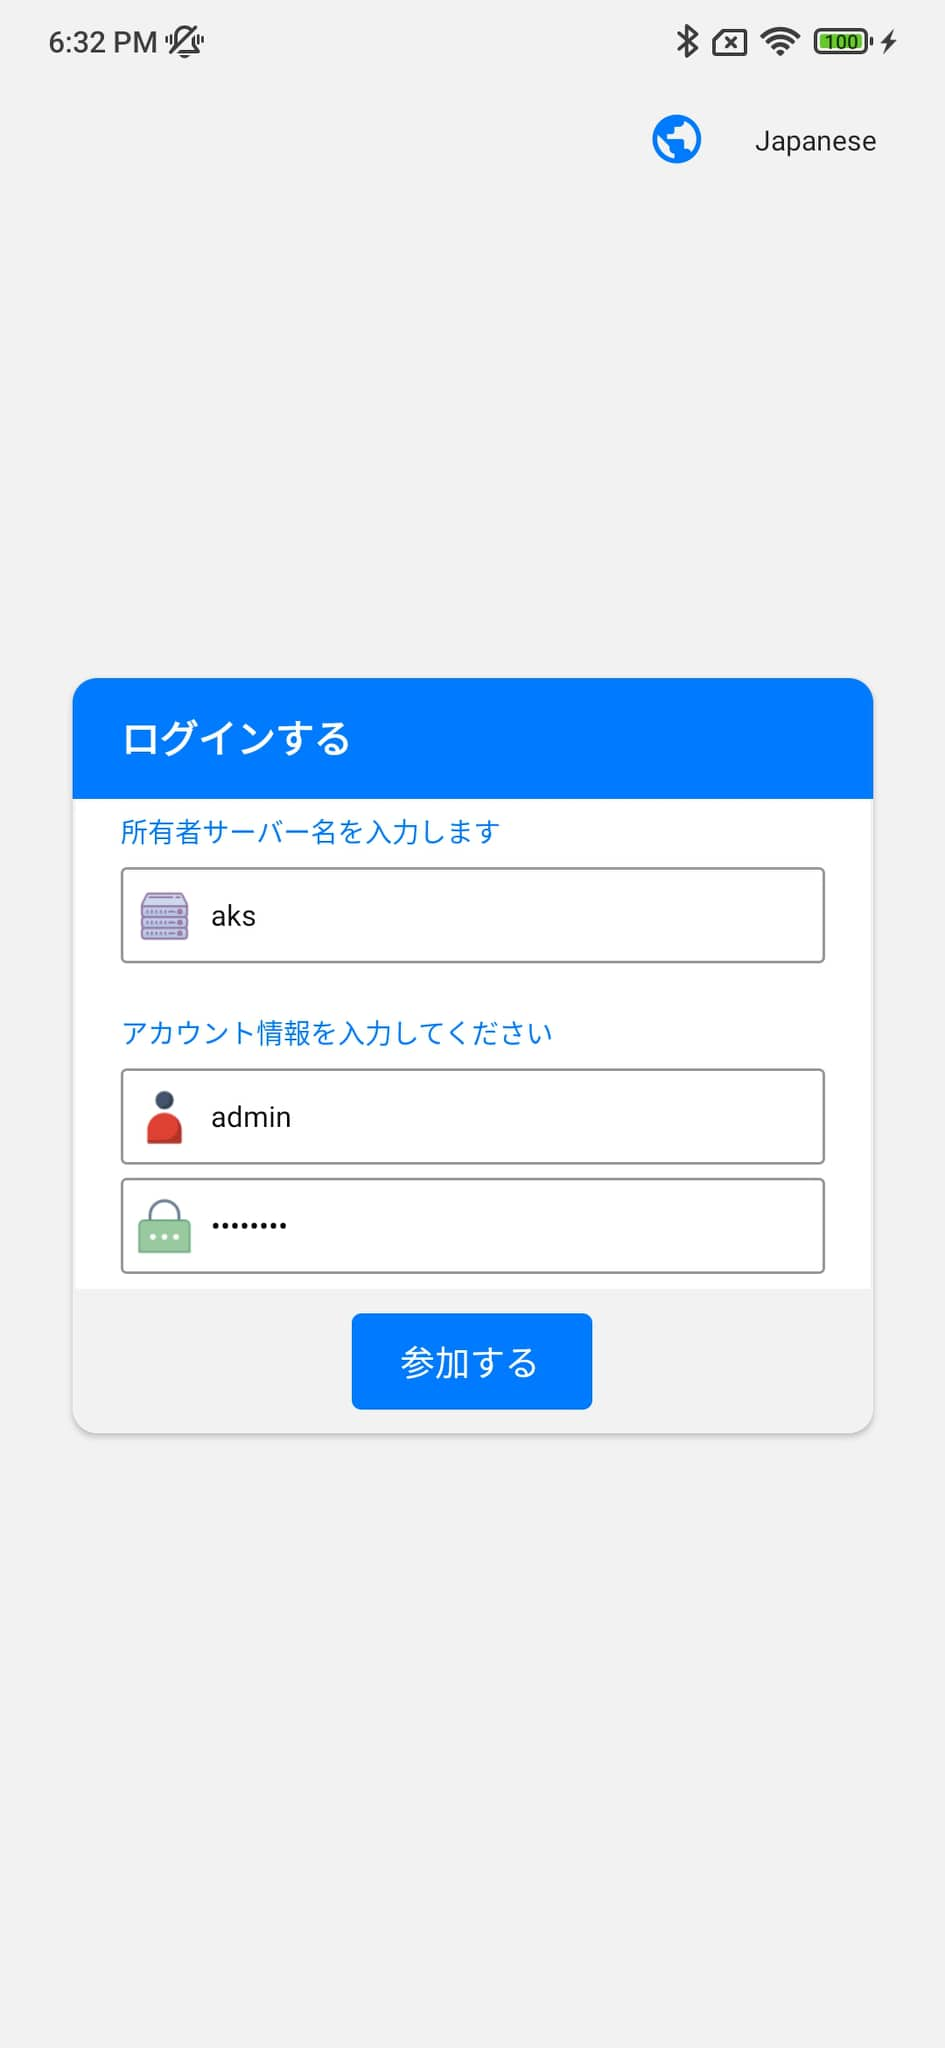 6:32 PM
100
Japanese
ログインする
所有者サーバー名を入力します
aks
アカウント情報を入力してください
admin
••••••••
参加する